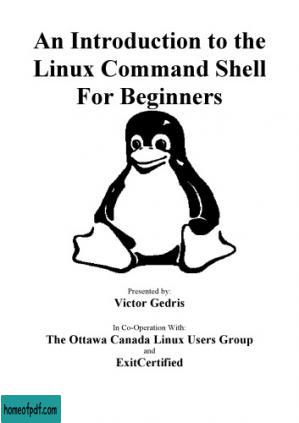 An Introduction to the
Linux Command Shell
For Beginners
Presented by:
Victor Gedris
In Co-Operation With:
The Ottawa Canada Linux Users Group
and
ExitCertified
homeofpdf.com